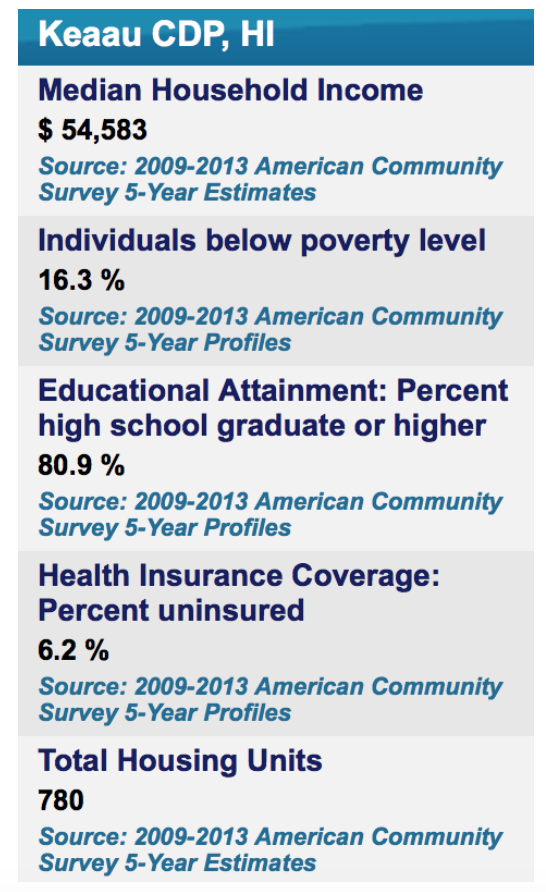 Keaau CDP, HI
Median Household Income
$ 54,583
Source: 2009-2013 American Community
Survey 5-Year Estimates
Individuals below poverty level
16.3 %
Source: 2009-2013 American Community
Survey 5-Year Profiles
Educational Attainment: Percent
high school graduate or higher
80.9 %
Source: 2009-2013 American Community
Survey 5-Year Profiles
Health Insurance Coverage:
Percent uninsured
6.2 %
Source: 2009-2013 American Community
Survey 5-Year Profiles
Total Housing Units
780
Source: 2009-2013 American Community
Survey 5-Year Estimates